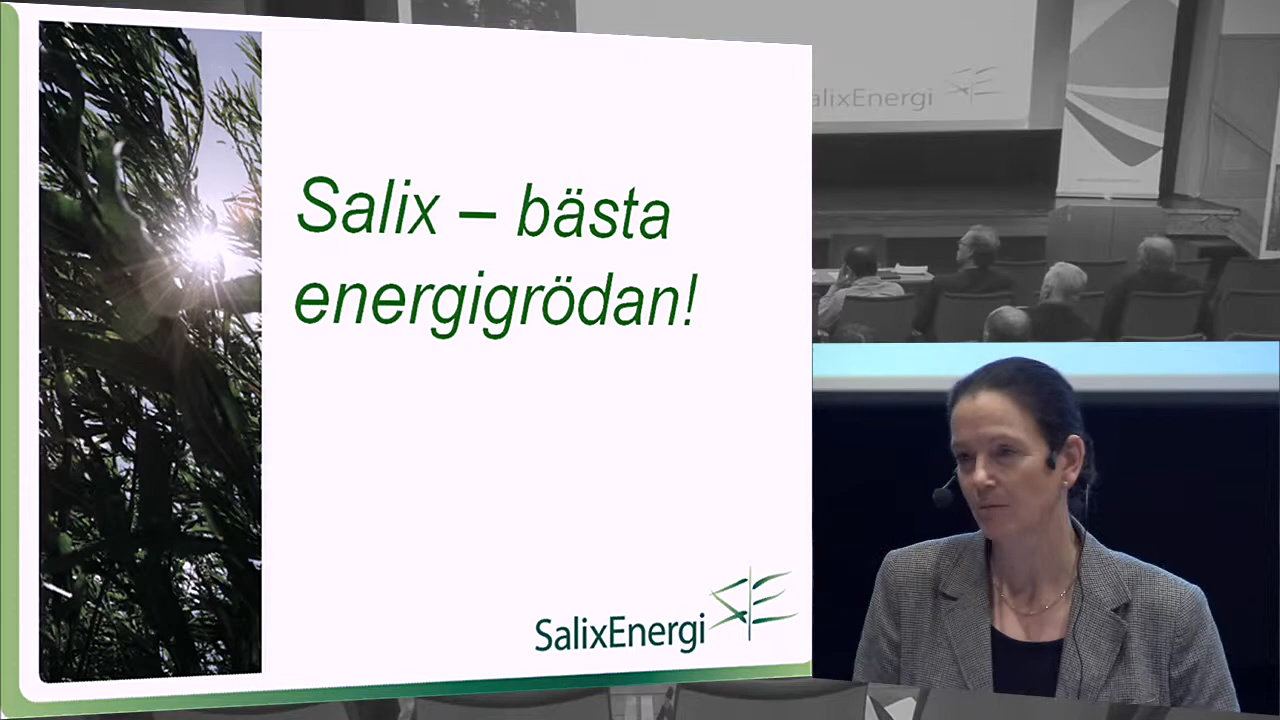 Salix – bästa
energigrödan!
SalixEnergi
alixEnergi